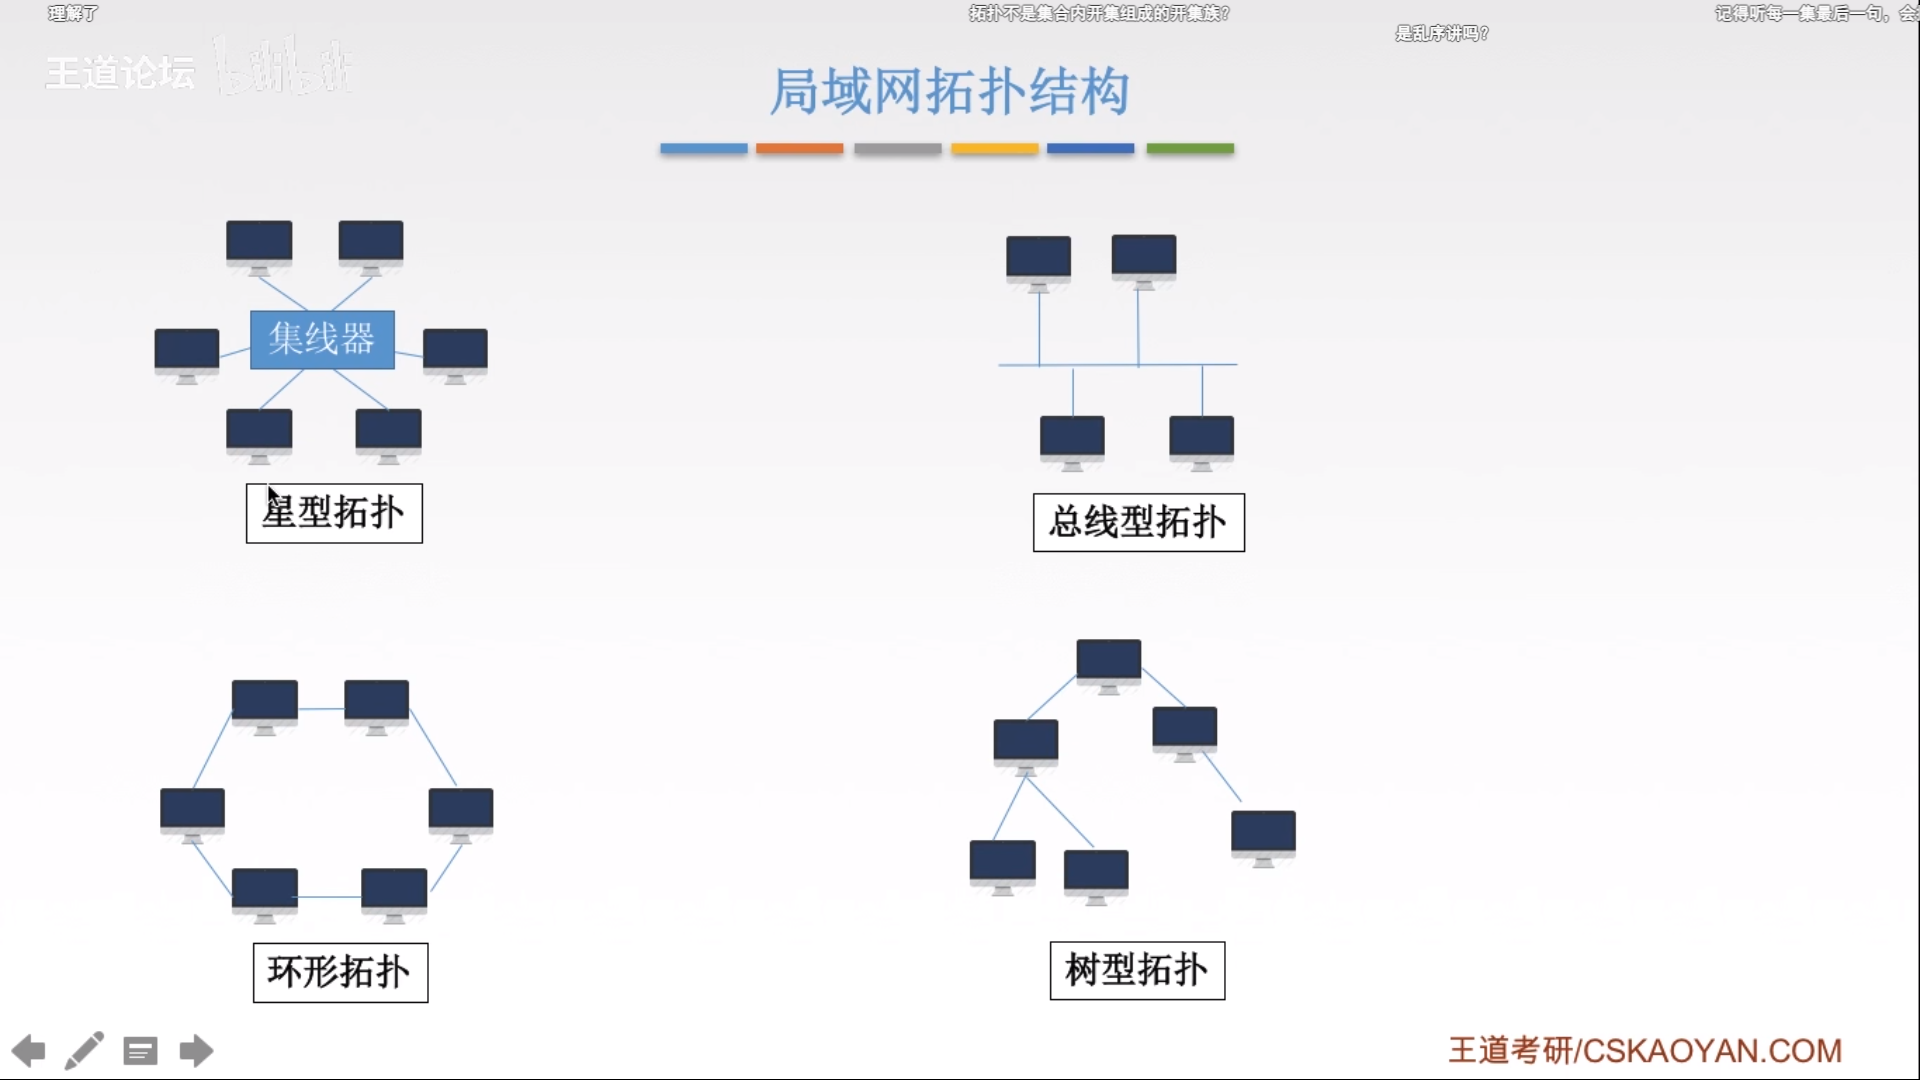 理解了
拓扑不是集合内开集组成的开集族?
记得听每一集最后一句，会
是乱序讲吗?
王道论坛 bilibili
局域网拓扑结构
集线器
星型拓扑
总线型拓扑
环形拓扑
树型拓扑
王道考研/CSKAOYAN.COM